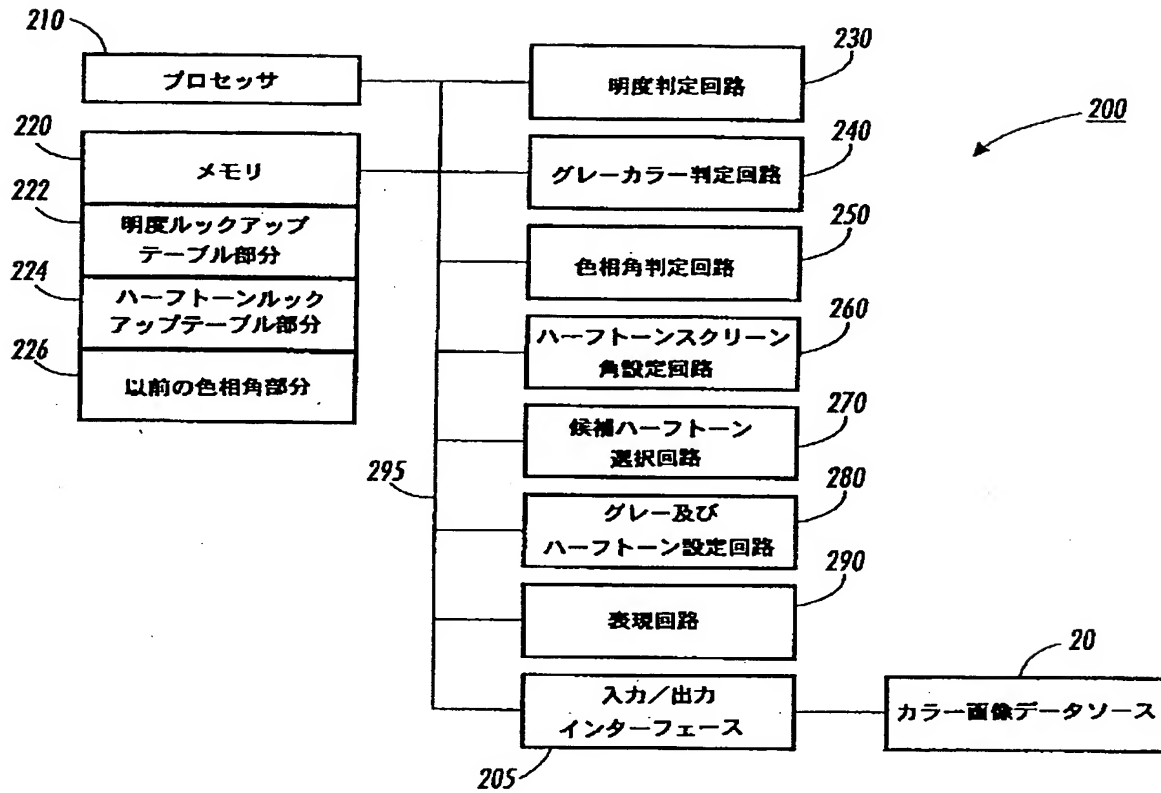 210
プロセッサ
220
メモリ
222
明度ルックアップ
テーブル部分
224
ハーフトーンルック
アップテーブル部分
226
以前の色相角部分
295
230
明度判定回路
200
240
グレーカラー判定回路
250
色相角判定回路
260
ハーフトーンスクリーン
角設定回路
270
候補ハーフトーン
選択回路
280
グレー及び
ハーフトーン設定回路
290
表現回路
入力/出力
インターフェース
205
20
カラー画像データソース